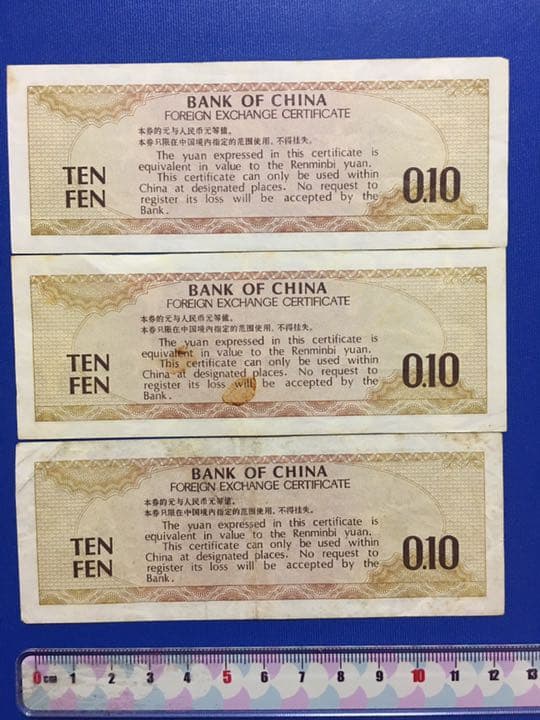 BANK OF CHINA
FOREIGN EXCHANGE CERTIFICATE
本券的元与人民币元等值。
本券只限在中国境内指定的范围使用,不得挂失。
The yuan expressed in this certificate is
equivalent in value to the Renminbi yuan.
This certificate can only be used within
China at designated places. No request to
register its loss will be accepted by the
Bank.
TEN
FEN
0.10
BANK OF CHINA
FOREIGN EXCHANGE CERTIFICATE
本券的元与人民币元等值。
本券只限在中国境内指定的范围使用,不得挂失。
The yuan expressed in this certificate is
equivalent in value to the Renminbi yuan.
This certificate can only be used within
China at designated places. No request to
register its loss will be accepted by the
Bank.
TEN
FEN
0.10
BANK OF CHINA
FOREIGN EXCHANGE CERTIFICATE
本券的元与人民币元等值。
本券只限在中国境内指定的范围使用,不得挂失。
The yuan expressed in this certificate is
equivalent in value to the Renminbi yuan.
This certificate can only be used within
China at designated places. No request to
register its loss will be accepted by the
Bank.
TEN
FEN
0.10
0cm 1 2 3 4 5 6 7 8 9 10 11 12 13